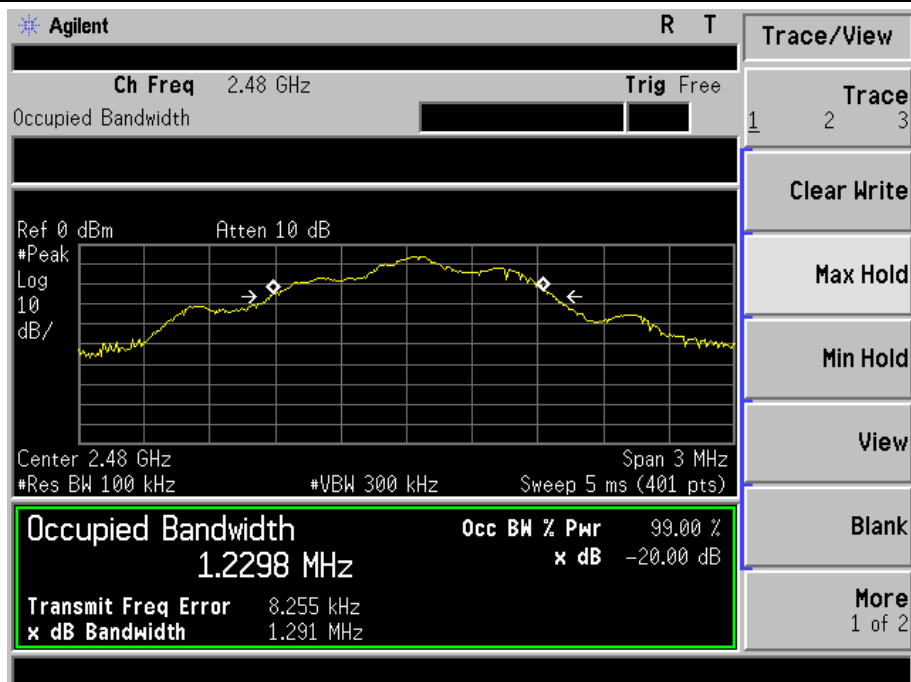 Agilent R T
Ch Freq 2.48 GHz Trig Free
Occupied Bandwidth
Ref 0 dBm Atten 10 dB
#Peak
Log
10
dB/
Center 2.48 GHz Span 3 MHz
#Res BW 100 kHz #VBW 300 kHz Sweep 5 ms (401 pts)
Occupied Bandwidth Occ BW % Pwr 99.00 %
1.2298 MHz x dB -20.00 dB
Transmit Freq Error 8.255 kHz
x dB Bandwidth 1.291 MHz
Trace/View
Trace
1 2 3
Clear Write
Max Hold
Min Hold
View
Blank
More
1 of 2